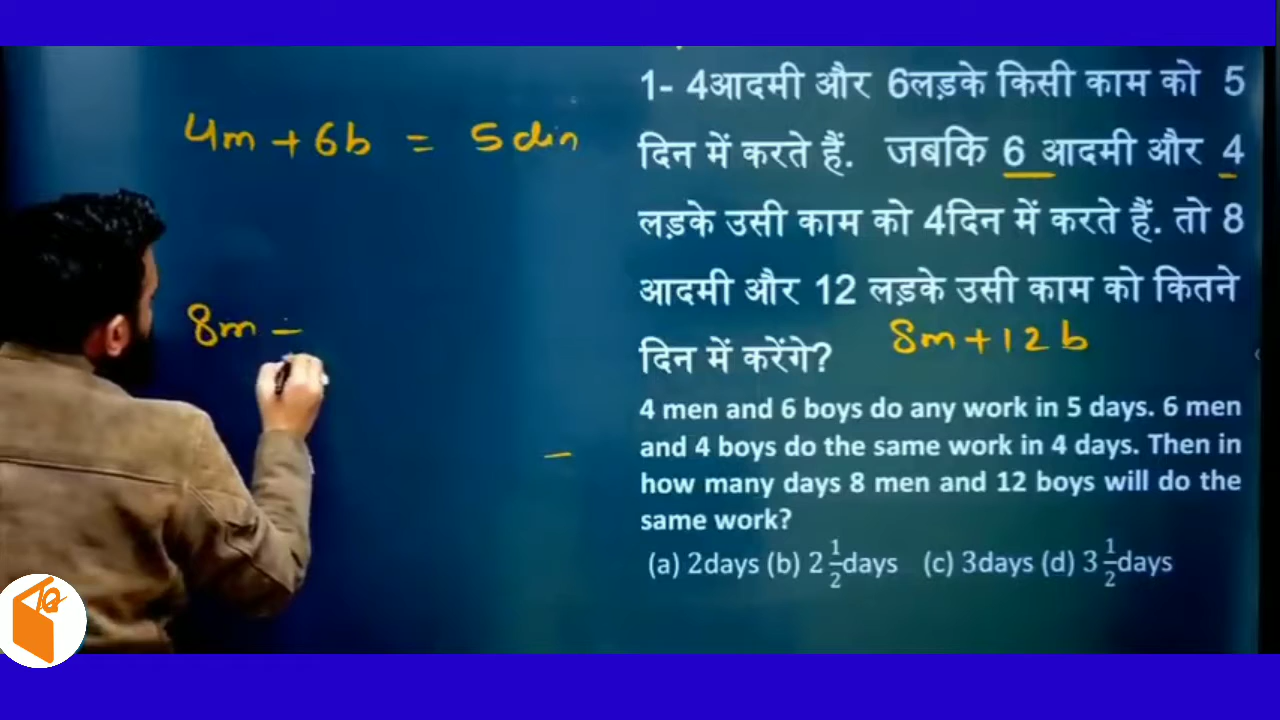 4m + 6b = 5 din
8m
1- 4आदमी और 6लड़के किसी काम को 5
दिन में करते हैं. जबकि 6 आदमी और 4
लड़के उसी काम को 4दिन में करते हैं. तो 8
आदमी और 12 लड़के उसी काम को कितने
दिन में करेंगे?
8m + 12b
4 men and 6 boys do any work in 5 days. 6 men
and 4 boys do the same work in 4 days. Then in
how many days 8 men and 12 boys will do the
same work?
(a) 2days (b) 2 1/2 days (c) 3days (d) 3 1/2 days